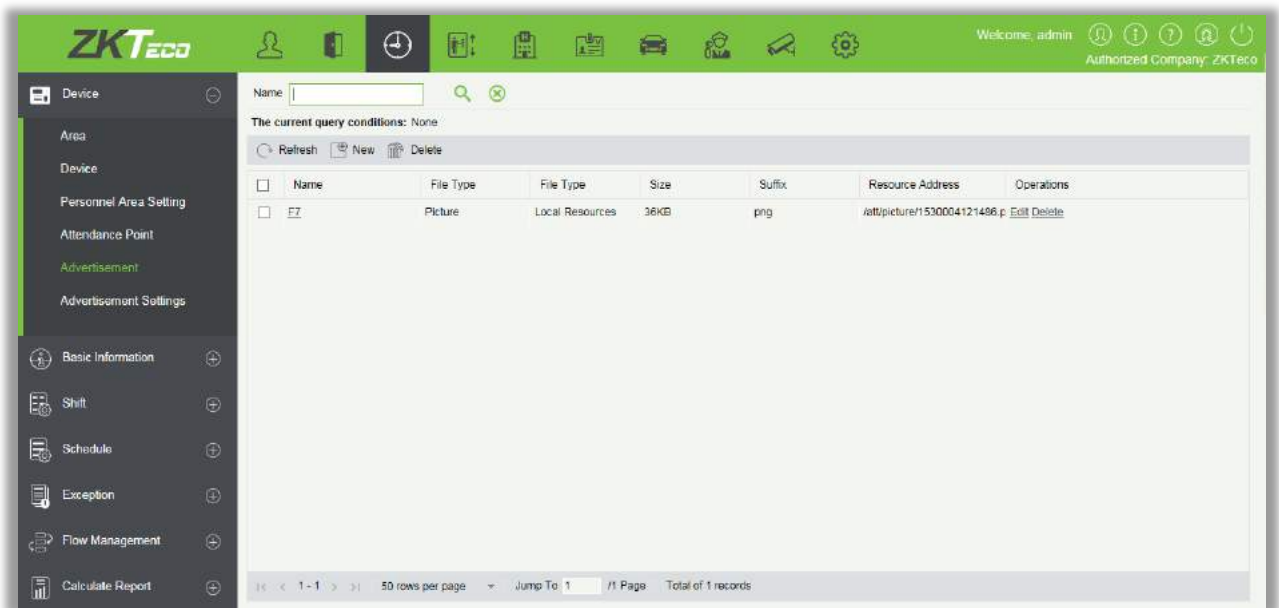 ZKTeco
Welcome, admin
Authorized Company: ZKTeco
Device
Area
Device
Personnel Area Setting
Attendance Point
Advertisement
Advertisement Settings
Basic Information
Shift
Schedule
Exception
Flow Management
Calculate Report
Name
The current query conditions: None
Refresh New Delete
Name File Type File Type Size Suffix Resource Address Operations
F7 Picture Local Resources 36KB png /att/picture/1530004121486.p Edit Delete
1-1 50 rows per page Jump To 1 /1 Page Total of 1 records